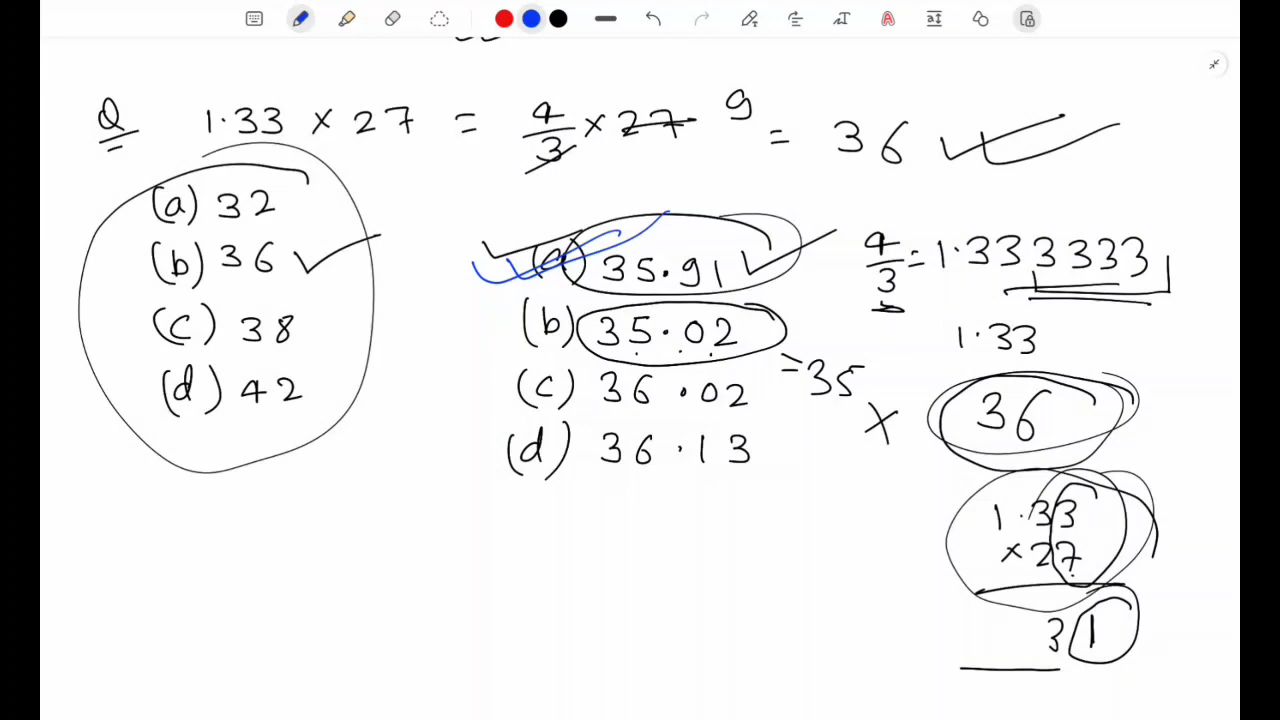 Q 1.33 × 27 = 4/3 × 27 9 = 36
(a) 32
(b) 36
(c) 38
(d) 42
(a) 35.91
(b) 35.02 = 35
(c) 36.02
(d) 36.13
4/3 = 1.333333
1.33
× 36
1.33
×27
31